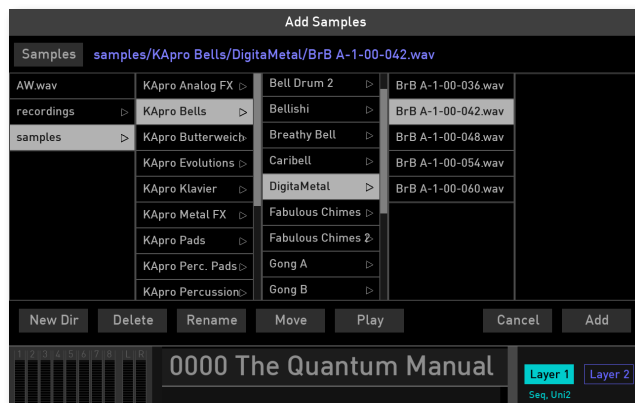 Add Samples
Samples samples/KApro Bells/DigitaMetal/BrB A-1-00-042.wav
AW.wav
recordings
samples
KApro Analog FX
KApro Bells
KApro Butterweich
KApro Evolutions
KApro Klavier
KApro Metal FX
KApro Pads
KApro Perc. Pads
KApro Percussion
Bell Drum 2
Bellishi
Breathy Bell
Caribell
DigitaMetal
Fabulous Chimes
Fabulous Chimes 2
Gong A
Gong B
BrB A-1-00-036.wav
BrB A-1-00-042.wav
BrB A-1-00-048.wav
BrB A-1-00-054.wav
BrB A-1-00-060.wav
New Dir Delete Rename Move Play Cancel Add
1 2 3 4 5 6 7 8 L R
0000 The Quantum Manual
Layer 1 Layer 2
Seq, Uni2